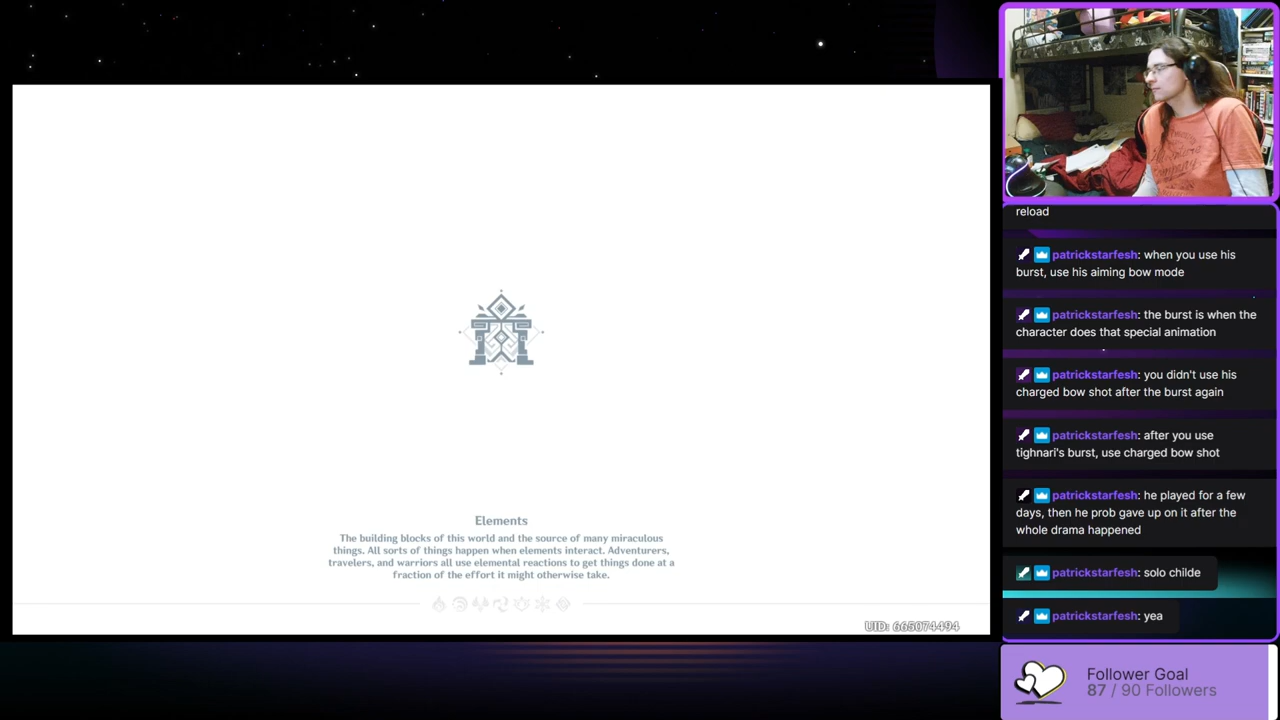 reload
patrickstarfesh: when you use his
burst, use his aiming bow mode
patrickstarfesh: the burst is when the
character does that special animation
patrickstarfesh: you didn't use his
charged bow shot after the burst again
patrickstarfesh: after you use
tighnari's burst, use charged bow shot
patrickstarfesh: he played for a few
days, then he prob gave up on it after the
whole drama happened
patrickstarfesh: solo childe
patrickstarfesh: yea
Elements
The building blocks of this world and the source of many miraculous
things. All sorts of things happen when elements interact. Adventurers,
travelers, and warriors all use elemental reactions to get things done at a
fraction of the effort it might otherwise take.
UID: 665074494
Follower Goal
87 / 90 Followers